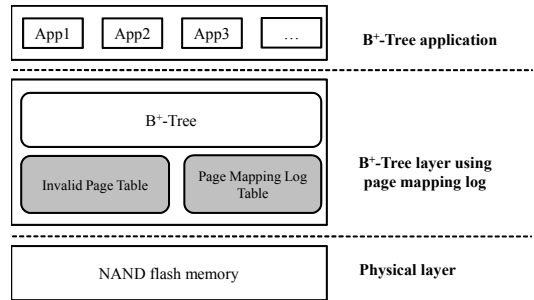 App1 App2 App3 ...
B⁺-Tree application
B⁺-Tree
Invalid Page Table
Page Mapping Log
Table
B⁺-Tree layer using
page mapping log
NAND flash memory
Physical layer